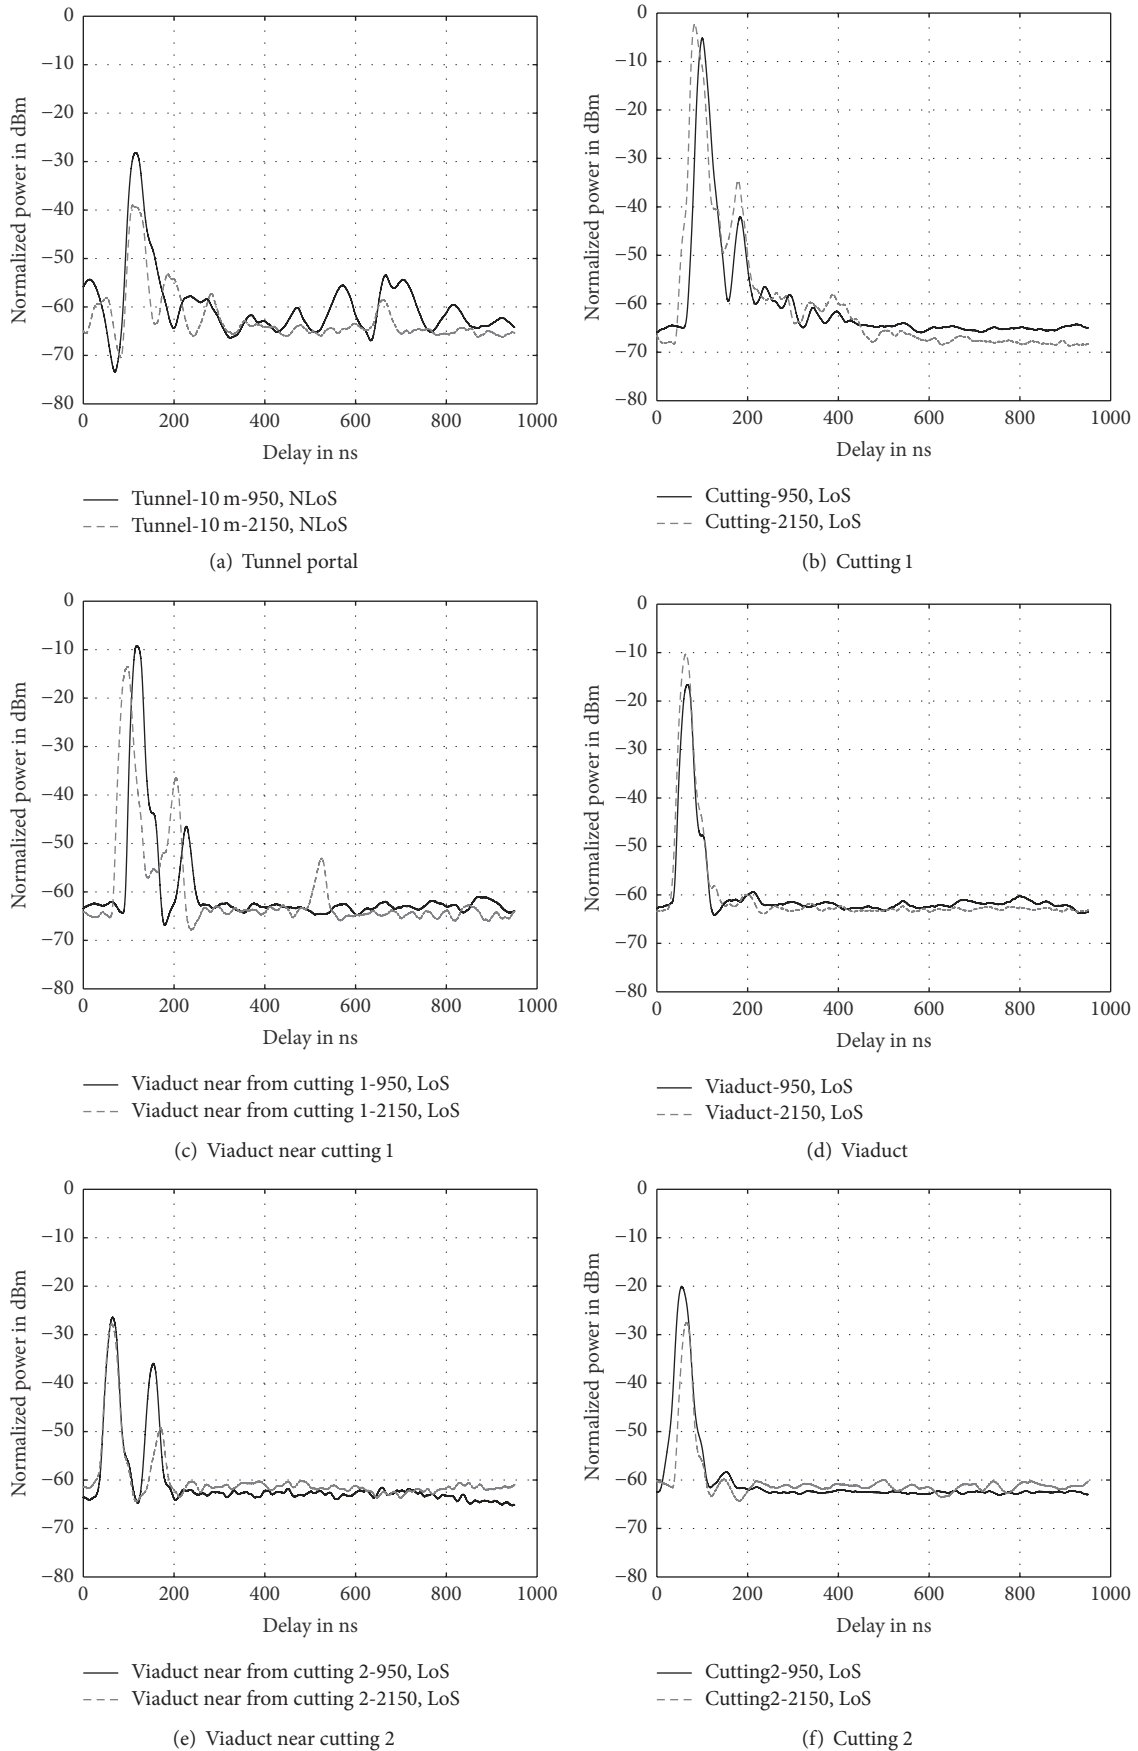 0
−10
−20
−30
−40
−50
−60
−70
−80
Normalized power in dBm
0 200 400 600 800 1000
Delay in ns
Tunnel-10 m-950, NLoS
Tunnel-10 m-2150, NLoS
(a) Tunnel portal
0
−10
−20
−30
−40
−50
−60
−70
−80
Normalized power in dBm
0 200 400 600 800 1000
Delay in ns
Cutting-950, LoS
Cutting-2150, LoS
(b) Cutting 1
0
−10
−20
−30
−40
−50
−60
−70
−80
Normalized power in dBm
0 200 400 600 800 1000
Delay in ns
Viaduct near from cutting 1-950, LoS
Viaduct near from cutting 1-2150, LoS
(c) Viaduct near cutting 1
0
−10
−20
−30
−40
−50
−60
−70
−80
Normalized power in dBm
0 200 400 600 800 1000
Delay in ns
Viaduct-950, LoS
Viaduct-2150, LoS
(d) Viaduct
0
−10
−20
−30
−40
−50
−60
−70
−80
Normalized power in dBm
0 200 400 600 800 1000
Delay in ns
Viaduct near from cutting 2-950, LoS
Viaduct near from cutting 2-2150, LoS
(e) Viaduct near cutting 2
0
−10
−20
−30
−40
−50
−60
−70
−80
Normalized power in dBm
0 200 400 600 800 1000
Delay in ns
Cutting2-950, LoS
Cutting2-2150, LoS
(f) Cutting 2